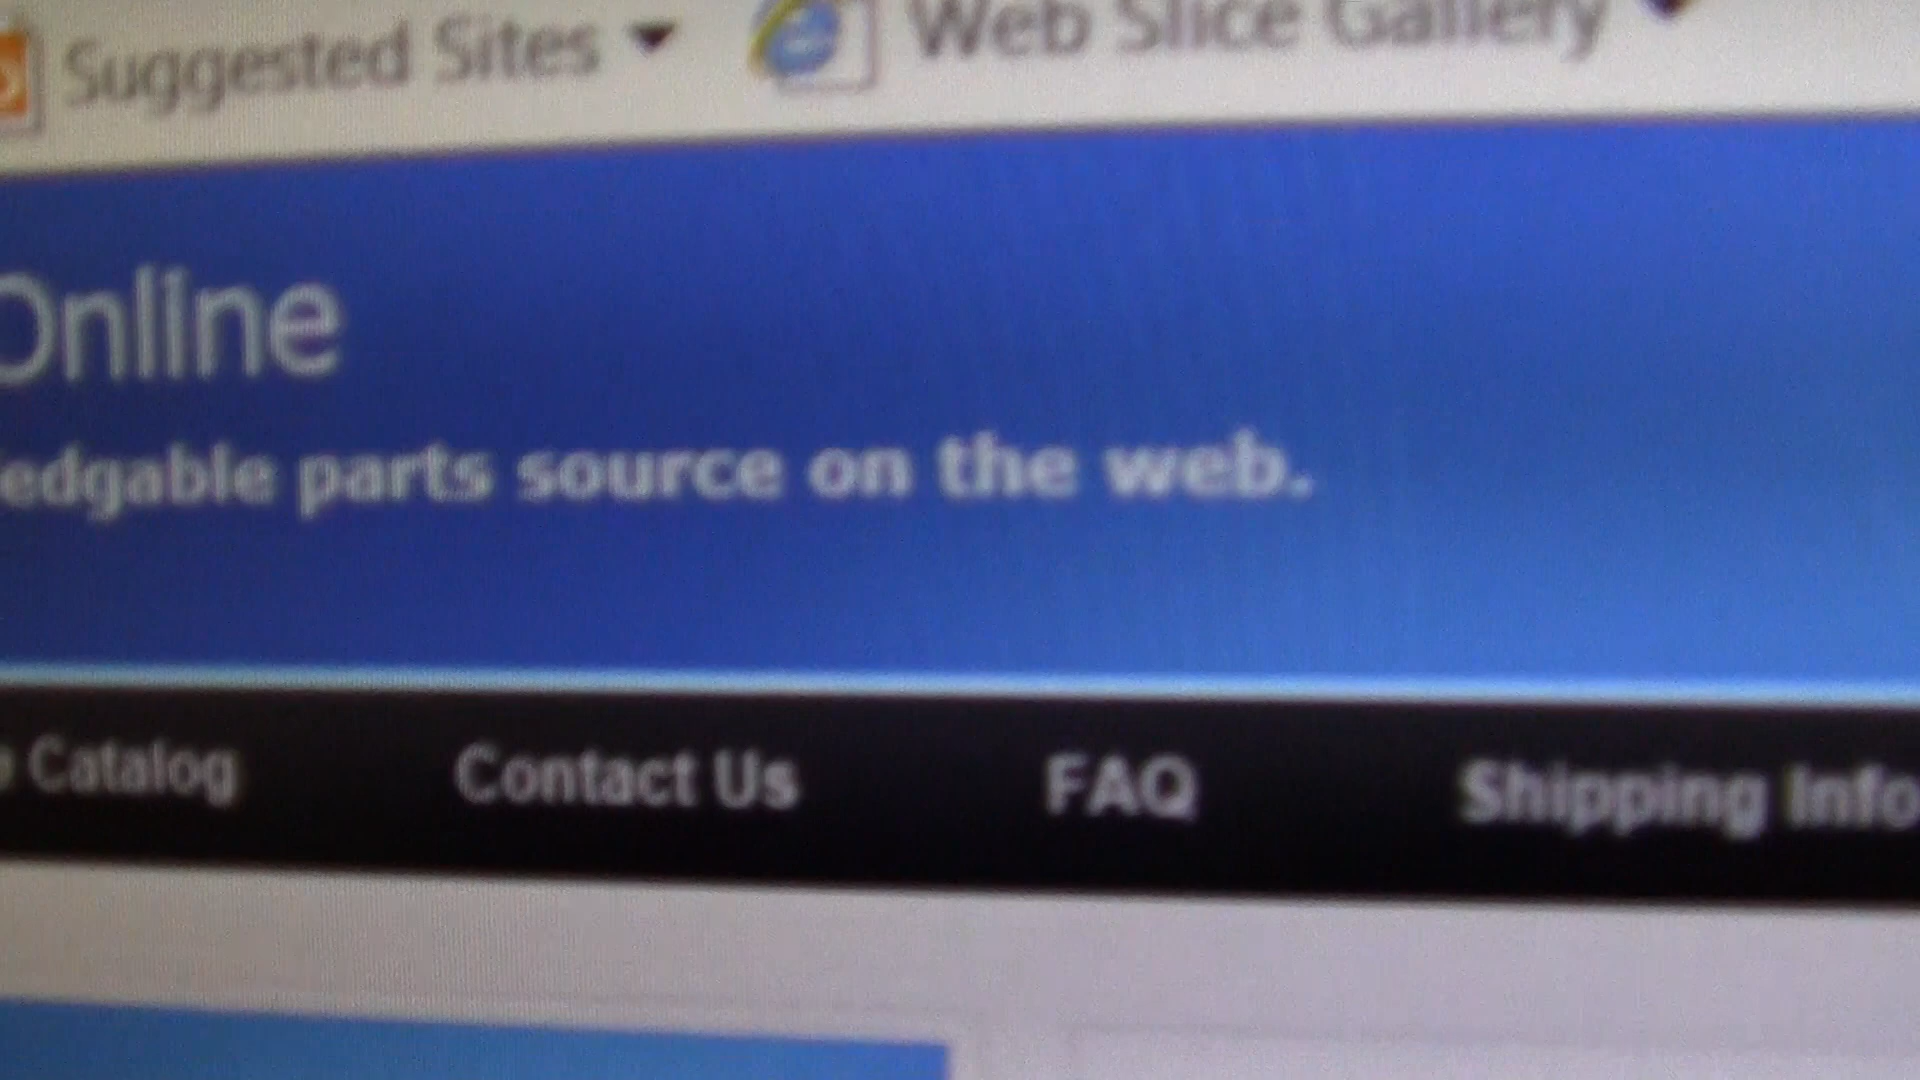 Suggested Sites Web Slice Gallery
Online
edgable parts source on the web.
Catalog Contact Us FAQ Shipping Info